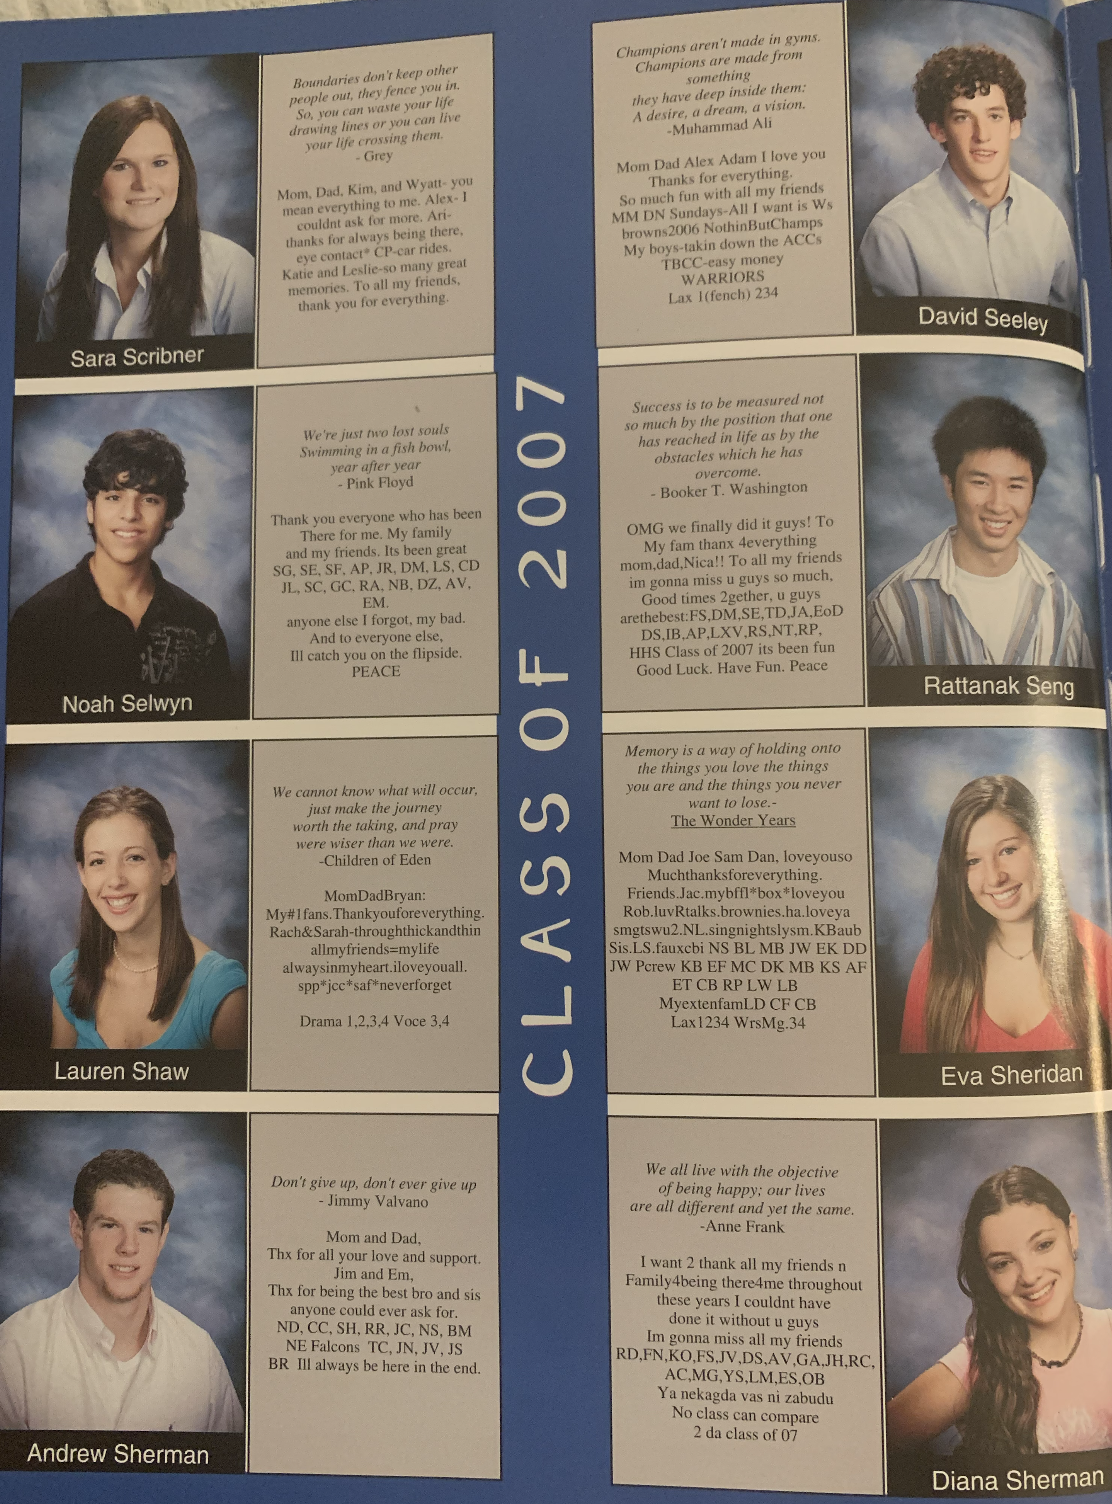 Boundaries don't keep other
people out, they fence you in.
So, you can waste your life
drawing lines or you can live
your life crossing them.
- Grey
Mom, Dad, Kim, and Wyatt- you
mean everything to me. Alex- I
couldnt ask for more. Ari-
thanks for always being there,
eye contact* CP-car rides.
Katie and Leslie-so many great
memories. To all my friends,
thank you for everything.
Sara Scribner
We're just two lost souls
Swimming in a fish bowl,
year after year
- Pink Floyd
Thank you everyone who has been
There for me. My family
and my friends. Its been great
SG, SE, SF, AP, JR, DM, LS, CD
JL, SC, GC, RA, NB, DZ, AV,
EM.
anyone else I forgot, my bad.
And to everyone else,
Ill catch you on the flipside.
PEACE
Noah Selwyn
We cannot know what will occur,
just make the journey
worth the taking, and pray
were wiser than we were.
-Children of Eden
MomDadBryan:
My#1fans.Thankyouforeverything.
Rach&Sarah-throughthickandthin
allmyfriends=mylife
alwaysinmyheart.iloveyouall.
spp*jcc*saf*neverforget
Drama 1,2,3,4 Voce 3,4
Lauren Shaw
Don't give up, don't ever give up
- Jimmy Valvano
Mom and Dad,
Thx for all your love and support.
Jim and Em,
Thx for being the best bro and sis
anyone could ever ask for.
ND, CC, SH, RR, JC, NS, BM
NE Falcons TC, JN, JV, JS
BR Ill always be here in the end.
Andrew Sherman
CLASS OF 2007
Champions aren't made in gyms.
Champions are made from
something
they have deep inside them:
A desire, a dream, a vision.
-Muhammad Ali
Mom Dad Alex Adam I love you
Thanks for everything.
So much fun with all my friends
MM DN Sundays-All I want is Ws
browns2006 NothinButChamps
My boys-takin down the ACCs
TBCC-easy money
WARRIORS
Lax 1(fench) 234
David Seeley
Success is to be measured not
so much by the position that one
has reached in life as by the
obstacles which he has
overcome.
- Booker T. Washington
OMG we finally did it guys! To
My fam thanx 4everything
mom,dad,Nica!! To all my friends
im gonna miss u guys so much,
Good times 2gether, u guys
arethebest:FS,DM,SE,TD,JA,EoD
DS,IB,AP,LXV,RS,NT,RP,
HHS Class of 2007 its been fun
Good Luck. Have Fun. Peace
Rattanak Seng
Memory is a way of holding onto
the things you love the things
you are and the things you never
want to lose.-
The Wonder Years
Mom Dad Joe Sam Dan, loveyouso
Muchthanksforeverything.
Friends.Jac.mybffl*box*loveyou
Rob.luvRtalks.brownies.ha.loveya
smgtswu2.NL.singnightslysm.KBaub
Sis.LS.fauxcbi NS BL MB JW EK DD
JW Pcrew KB EF MC DK MB KS AF
ET CB RP LW LB
MyextenfamLD CF CB
Lax1234 WrsMg.34
Eva Sheridan
We all live with the objective
of being happy; our lives
are all different and yet the same.
-Anne Frank
I want 2 thank all my friends n
Family4being there4me throughout
these years I couldnt have
done it without u guys
Im gonna miss all my friends
RD,FN,KO,FS,JV,DS,AV,GA,JH,RC,
AC,MG,YS,LM,ES,OB
Ya nekagda vas ni zabudu
No class can compare
2 da class of 07
Diana Sherman